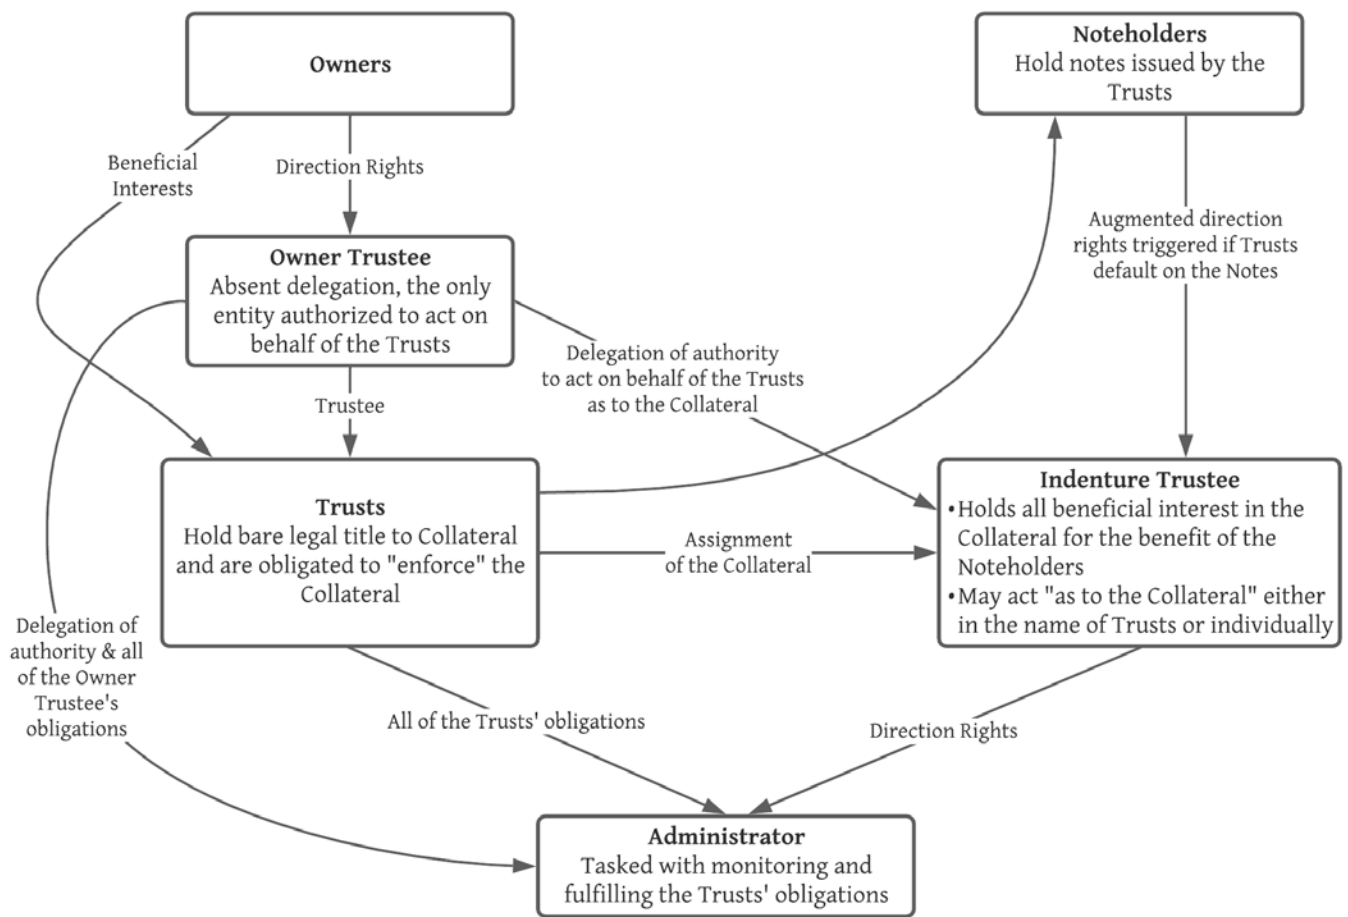 Owners
Noteholders
Hold notes issued by the
Trusts
Beneficial
Interests
Direction Rights
Augmented direction
rights triggered if Trusts
default on the Notes
Owner Trustee
Absent delegation, the only
entity authorized to act on
behalf of the Trusts
Delegation of authority
to act on behalf of the Trusts
as to the Collateral
Trustee
Trusts
Hold bare legal title to Collateral
and are obligated to "enforce" the
Collateral
Assignment
of the Collateral
Indenture Trustee
•Holds all beneficial interest in the
Collateral for the benefit of the
Noteholders
•May act "as to the Collateral" either
in the name of Trusts or individually
Delegation of
authority & all
of the Owner
Trustee's
obligations
All of the Trusts' obligations
Direction Rights
Administrator
Tasked with monitoring and
fulfilling the Trusts' obligations